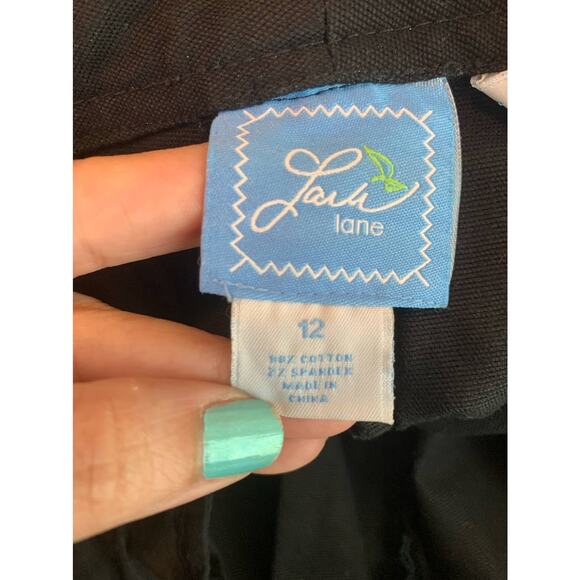 Lark
lane
12
98% COTTON
2% SPANDEX
MADE IN
CHINA